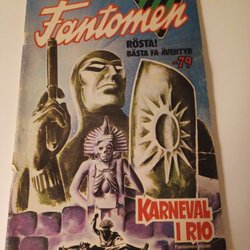 Fantomen
RÖSTA!
BÄSTA FA-ÄVENTYR
-79
KARNEVAL
I RIO